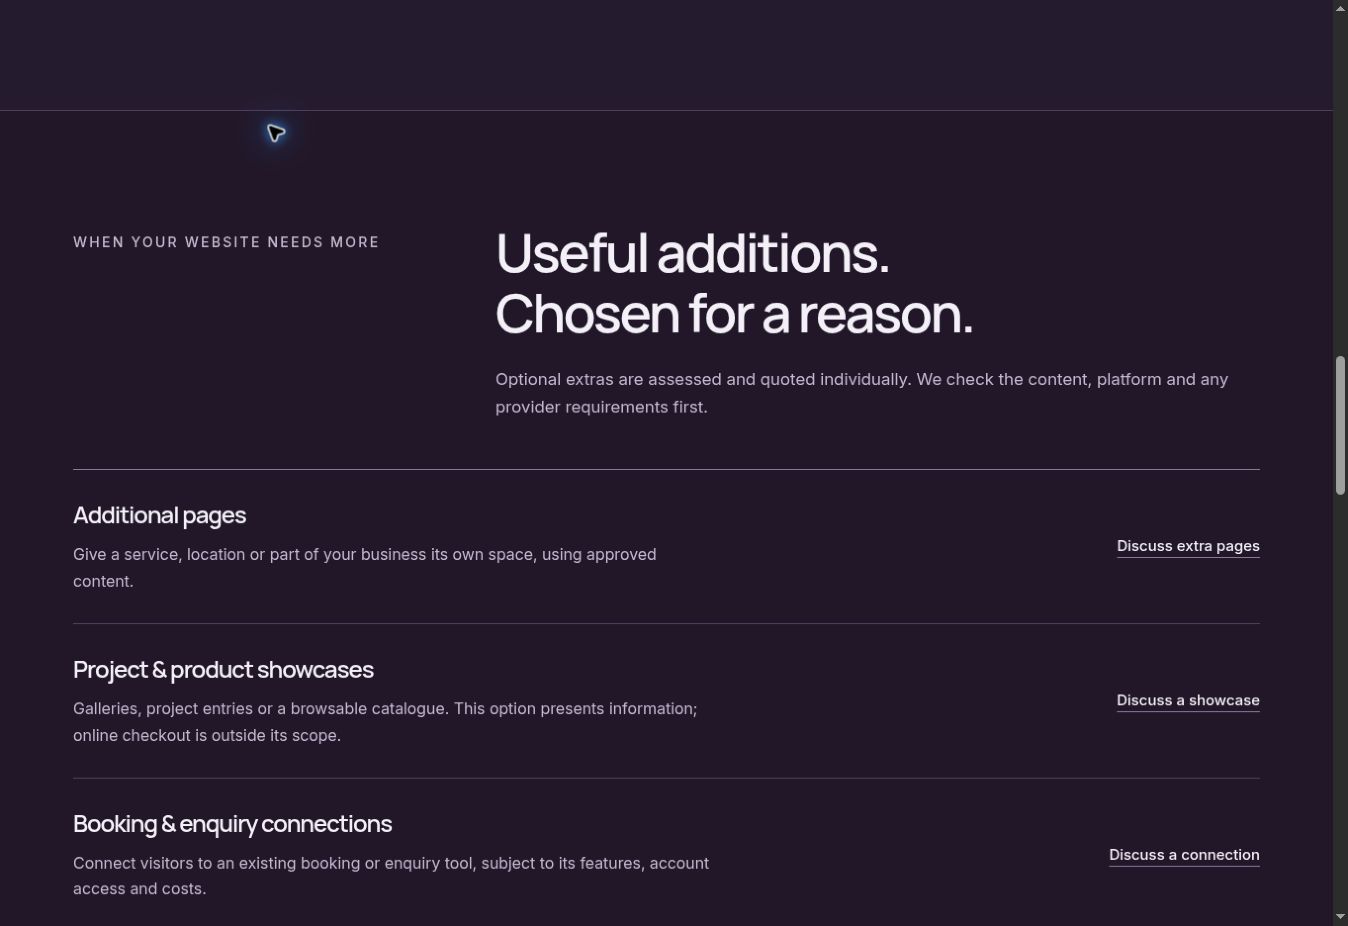 WHEN YOUR WEBSITE NEEDS MORE
Useful additions.
Chosen for a reason.
Optional extras are assessed and quoted individually. We check the content, platform and any
provider requirements first.
Additional pages
Give a service, location or part of your business its own space, using approved
content.
Discuss extra pages
Project & product showcases
Galleries, project entries or a browsable catalogue. This option presents information;
online checkout is outside its scope.
Discuss a showcase
Booking & enquiry connections
Connect visitors to an existing booking or enquiry tool, subject to its features, account
access and costs.
Discuss a connection